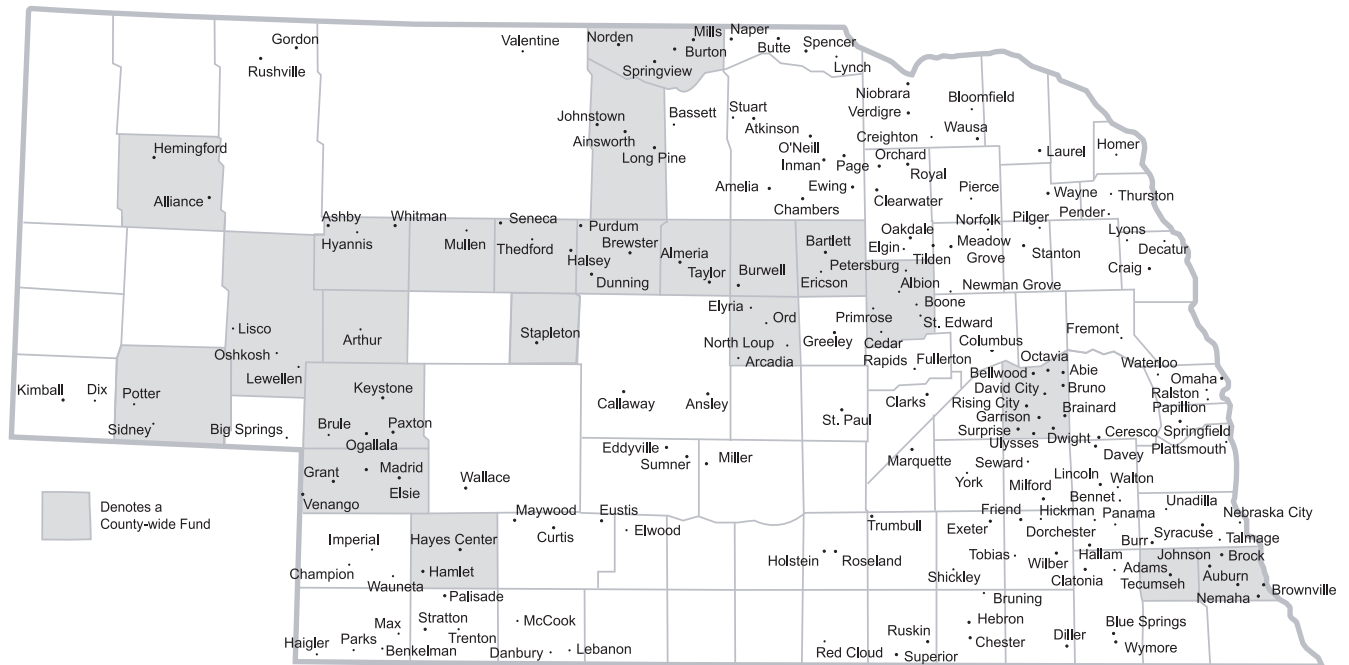 Gordon
Rushville
Valentine
Norden
Mills
Burton
Springview
Naper
Butte
Spencer
Lynch
Niobrara
Verdigre
Bloomfield
Creighton
Wausa
Hemingford
Alliance
Johnstown
Ainsworth
Long Pine
Bassett
Stuart
Atkinson
O'Neill
Inman
Page
Orchard
Royal
Laurel
Homer
Amelia
Ewing
Chambers
Clearwater
Pierce
Wayne
Thurston
Pender
Ashby
Whitman
Hyannis
Mullen
Seneca
Thedford
Purdum
Brewster
Halsey
Dunning
Almeria
Taylor
Burwell
Bartlett
Ericson
Petersburg
Oakdale
Elgin
Tilden
Norfolk
Meadow
Grove
Pilger
Stanton
Lyons
Decatur
Craig
Albion
Newman Grove
Boone
Lisco
Oshkosh
Lewellen
Arthur
Stapleton
Elyria
Ord
North Loup
Arcadia
Greeley
Primrose
Cedar
Rapids
St. Edward
Columbus
Fullerton
Fremont
Kimball
Dix
Potter
Sidney
Big Springs
Keystone
Brule
Paxton
Ogallala
Callaway
Ansley
St. Paul
Clarks
Octavia
Bellwood
Abie
David City
Bruno
Rising City
Brainard
Garrison
Surprise
Ulysses
Dwight
Waterloo
Omaha
Ralston
Papillion
Ceresco
Springfield
Plattsmouth
Davey
Grant
Madrid
Elsie
Venango
Wallace
Eddyville
Sumner
Miller
Marquette
York
Seward
Milford
Lincoln
Walton
Bennet
Denotes a
County-wide Fund
Maywood
Eustis
Curtis
Elwood
Trumbull
Friend
Hickman
Panama
Unadilla
Nebraska City
Exeter
Dorchester
Burr
Syracuse
Talmage
Imperial
Hayes Center
Champion
Hamlet
Wauneta
Palisade
Holstein
Roseland
Shickley
Tobias
Wilber
Hallam
Clatonia
Adams
Tecumseh
Johnson
Brock
Auburn
Nemaha
Brownville
Bruning
Max
Stratton
Trenton
McCook
Haigler
Parks
Benkelman
Danbury
Lebanon
Red Cloud
Ruskin
Superior
Hebron
Chester
Diller
Blue Springs
Wymore